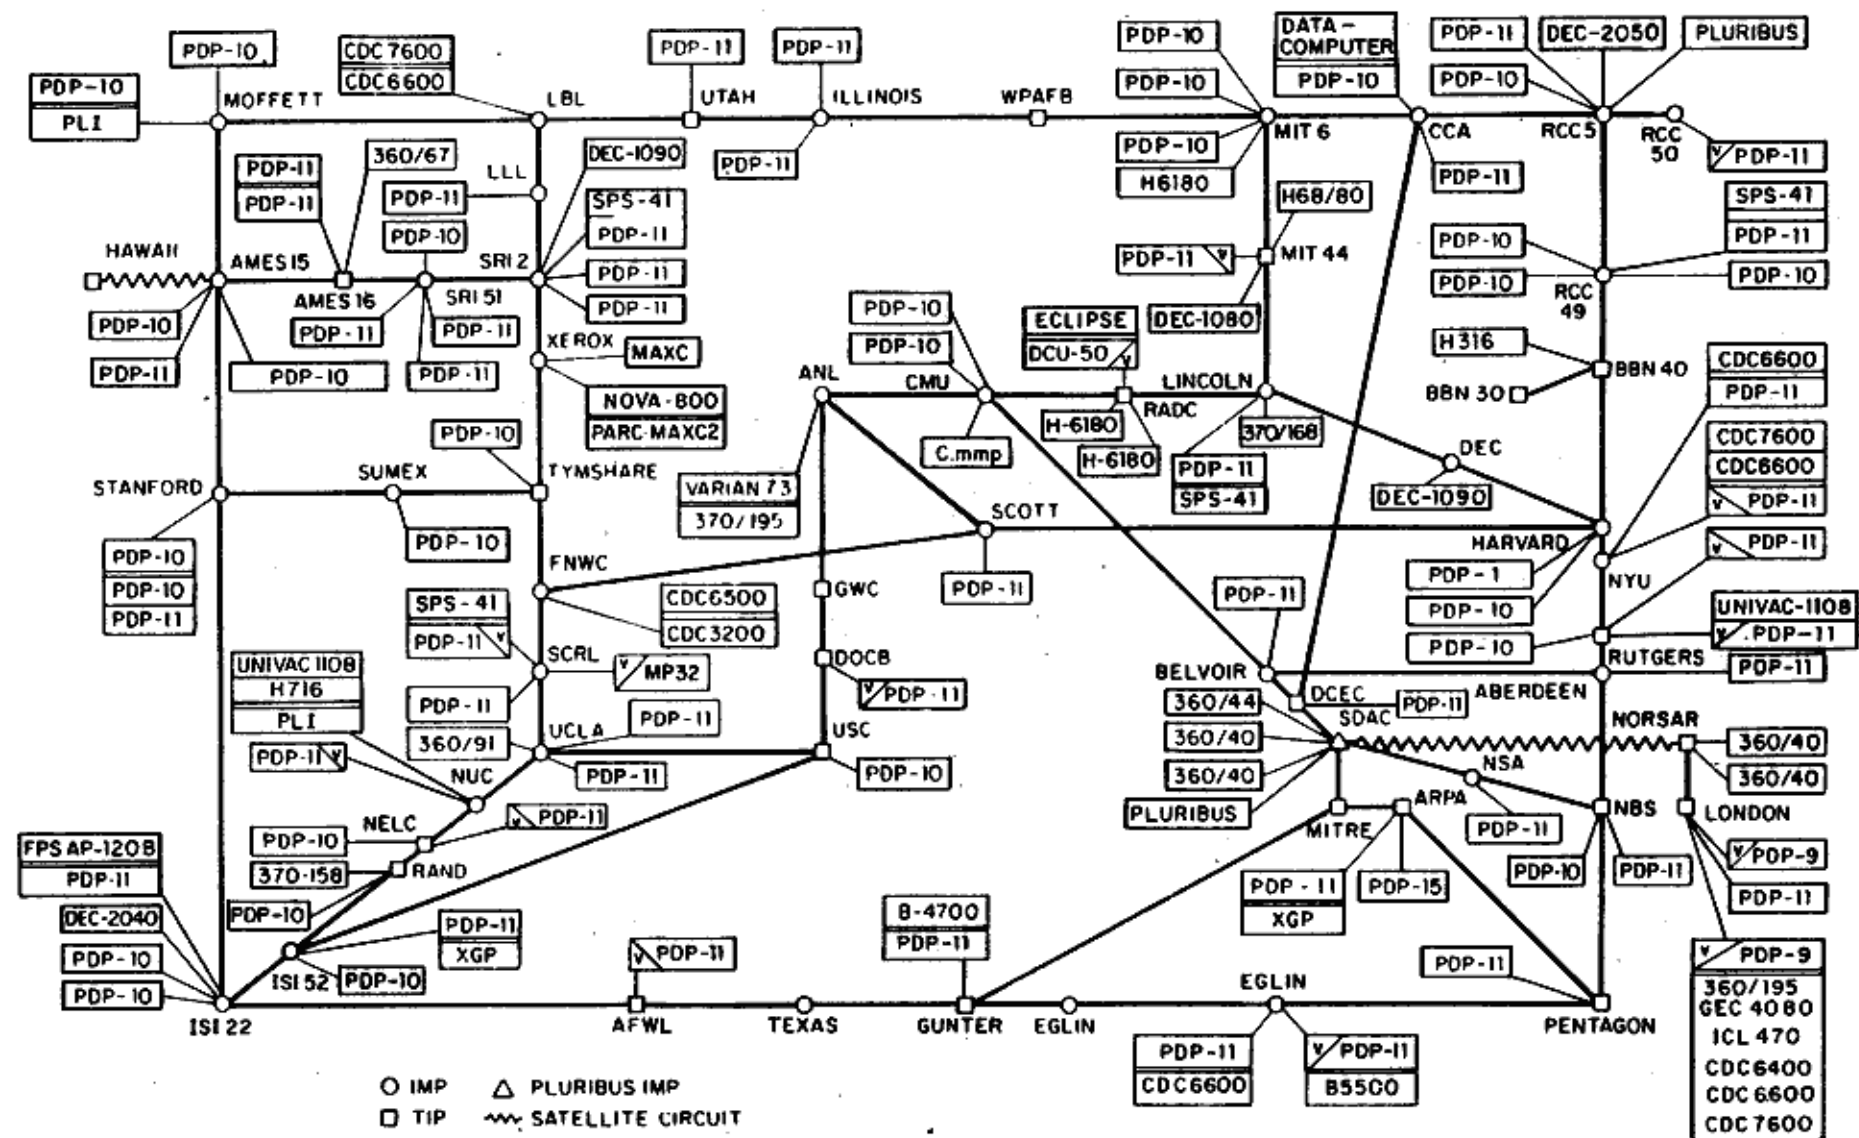 PDP-10
CDC 7600
CDC 6600
PDP-11
PDP-11
PDP-10
DATA-
COMPUTER
PDP-10
PDP-11
DEC-2050
PLURIBUS
PDP-10
PLI
MOFFETT
LBL
UTAH
ILLINOIS
WPAFB
PDP-10
PDP-10
MIT 6
CCA
RCC5
RCC
50
PDP-11
PDP-11
360/67
LLL
DEC-1090
PDP-11
PDP-10
H6180
PDP-11
V PDP-11
PDP-11
PDP-11
SPS-41
PDP-11
H68/80
SPS-41
PDP-11
HAWAII
AMES 15
PDP-10
SRI 2
PDP-11
PDP-11 V
MIT 44
PDP-10
PDP-10
PDP-10
AMES 16
SRI 51
PDP-11
RCC
49
PDP-10
PDP-11
PDP-11
PDP-10
ECLIPSE
DCU-50 V
DEC-1080
PDP-11
PDP-10
PDP-11
XEROX
MAXC
PDP-10
H316
CDC6600
PDP-11
ANL
CMU
LINCOLN
BBN 40
NOVA-800
PARC-MAXC2
RADC
BBN 30
PDP-10
H-6180
H-6180
370/168
DEC
CDC7600
CDC6600
V PDP-11
C.mmp
PDP-11
SPS-41
DEC-1090
STANFORD
SUMEX
TYMSHARE
VARIAN 73
370/195
SCOTT
HARVARD
V PDP-11
PDP-10
PDP-10
PDP-11
PDP-10
FNWC
PDP-11
PDP-1
NYU
SPS-41
PDP-11 V
CDC6500
CDC3200
GWC
PDP-11
PDP-10
UNIVAC-1108
V PDP-11
PDP-10
UNIVAC 1108
H716
PLI
SCRL
V MP32
DOCB
BELVOIR
RUTGERS
PDP-11
ABERDEEN
PDP-11
V PDP-11
360/44
DCEC
PDP-11
SDAC
NORSAR
PDP-11 V
360/91
UCLA
PDP-11
USC
360/40
360/40
NUC
PDP-11
PDP-10
360/40
NSA
360/40
PLURIBUS
MITRE
ARPA
PDP-11
NBS
LONDON
NELC
V PDP-11
PDP-10
FPS AP-120B
PDP-11
370-158
RAND
PDP-11
XGP
PDP-15
PDP-10
PDP-11
V PDP-9
PDP-11
DEC-2040
PDP-10
PDP-11
XGP
B-4700
PDP-11
PDP-10
PDP-10
ISI 52
PDP-10
V PDP-11
PDP-11
V PDP-9
360/195
GEC 4080
ICL 470
CDC6400
CDC6600
CDC7600
EGLIN
ISI 22
AFWL
TEXAS
GUNTER
EGLIN
PENTAGON
PDP-11
CDC6600
V PDP-11
B5500
IMP
PLURIBUS IMP
TIP
SATELLITE CIRCUIT